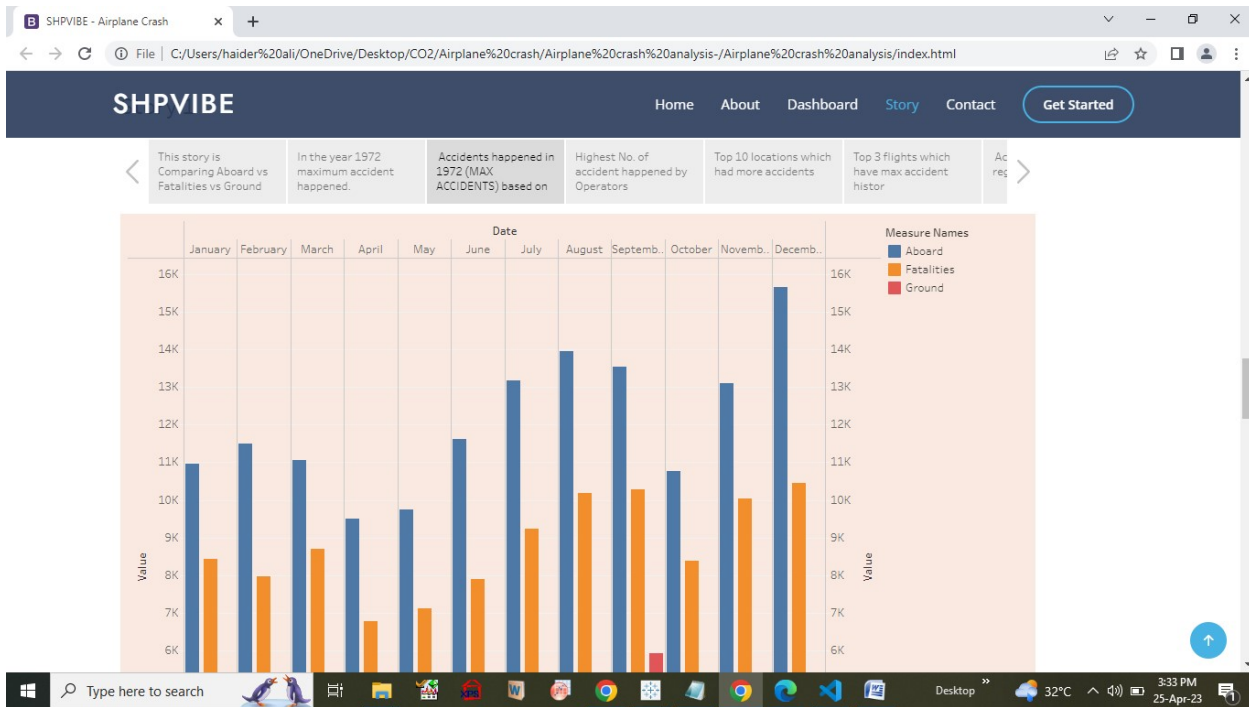 SHPVIBE - Airplane Crash
File | C:/Users/haider%20ali/OneDrive/Desktop/CO2/Airplane%20crash/Airplane%20crash%20analysis-/Airplane%20crash%20analysis/index.html
SHPVIBE
Home About Dashboard Story Contact Get Started
This story is
Comparing Aboard vs
Fatalities vs Ground
In the year 1972
maximum accident
happened.
Accidents happened in
1972 (MAX
ACCIDENTS) based on
Highest No. of
accident happened by
Operators
Top 10 locations which
had more accidents
Top 3 flights which
have max accident
histor
Ac
reg
Date
January February March April May June July August Septemb.. October Novemb.. Decemb..
Measure Names
Aboard
Fatalities
Ground
16K 16K
15K 15K
14K 14K
13K 13K
12K 12K
11K 11K
10K 10K
9K 9K
8K 8K
7K 7K
6K 6K
Value Value
Type here to search
Desktop
32°C
3:33 PM
25-Apr-23